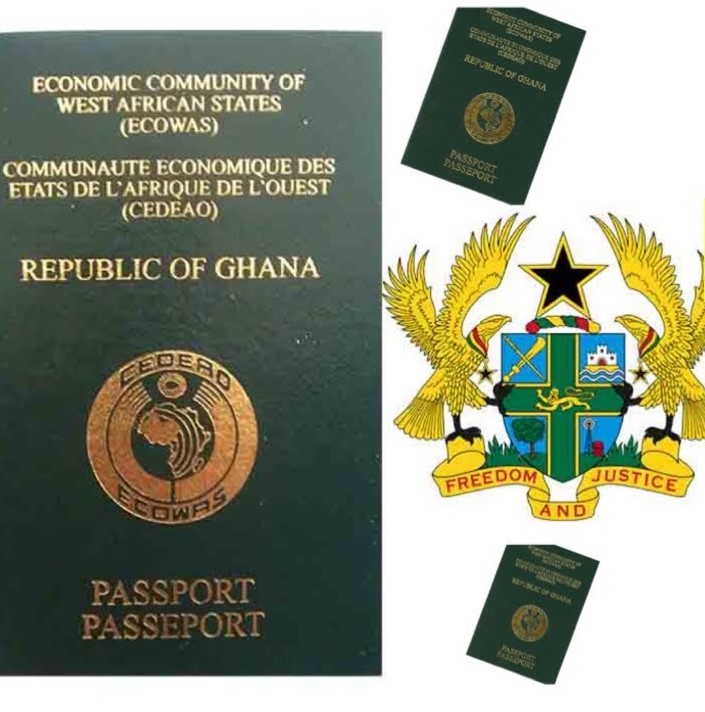 ECONOMIC COMMUNITY OF
WEST AFRICAN STATES
(ECOWAS)
COMMUNAUTE ECONOMIQUE DES
ETATS DE L'AFRIQUE DE L'OUEST
(CEDEAO)
REPUBLIC OF GHANA
CEDEAO
ECOWAS
PASSPORT
PASSEPORT
ECONOMIC COMMUNITY OF
WEST AFRICAN STATES
(ECOWAS)
COMMUNAUTE ECONOMIQUE DES
ETATS DE L'AFRIQUE DE L'OUEST
(CEDEAO)
REPUBLIC OF GHANA
PASSPORT
PASSEPORT
FREEDOM
AND
JUSTICE
REPUBLIC OF GHANA
PASSPORT
PASSEPORT